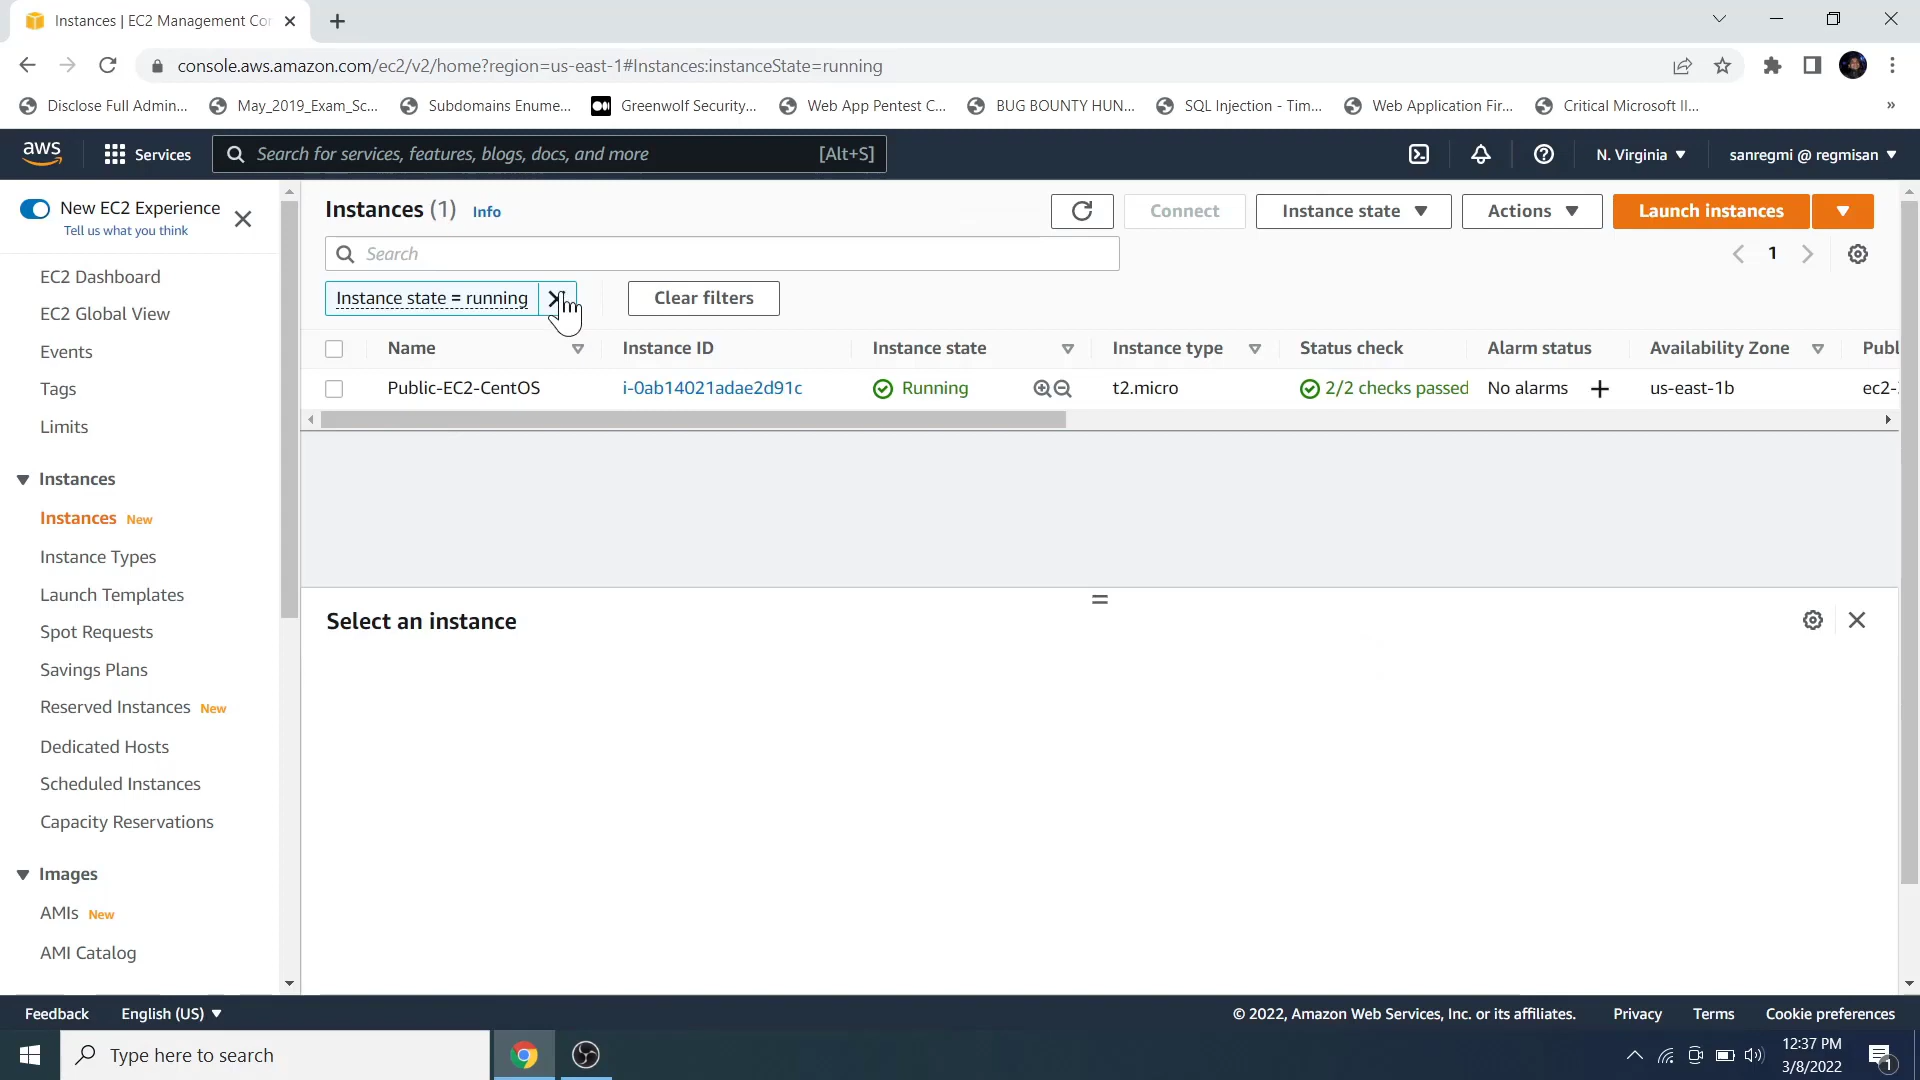 Instances | EC2 Management Con
console.aws.amazon.com/ec2/v2/home?region=us-east-1#Instances:instanceState=running
Disclose Full Admin...
May_2019_Exam_Sc...
Subdomains Enume...
Greenwolf Security...
Web App Pentest C...
BUG BOUNTY HUN...
SQL Injection - Tim...
Web Application Fir...
Critical Microsoft II...
»
aws
Services
Search for services, features, blogs, docs, and more
[Alt+S]
N. Virginia
sanregmi @ regmisan
New EC2 Experience
Tell us what you think
EC2 Dashboard
EC2 Global View
Events
Tags
Limits
Instances
Instances New
Instance Types
Launch Templates
Spot Requests
Savings Plans
Reserved Instances New
Dedicated Hosts
Scheduled Instances
Capacity Reservations
Images
AMIs New
AMI Catalog
Instances (1) Info
Connect
Instance state
Actions
Launch instances
Search
1
Instance state = running
Clear filters
Name Instance ID Instance state Instance type Status check Alarm status Availability Zone Publ
Public-EC2-CentOS i-0ab14021adae2d91c Running t2.micro 2/2 checks passed No alarms us-east-1b ec2-
Select an instance
Feedback English (US) © 2022, Amazon Web Services, Inc. or its affiliates. Privacy Terms Cookie preferences
Type here to search
12:37 PM
3/8/2022
1